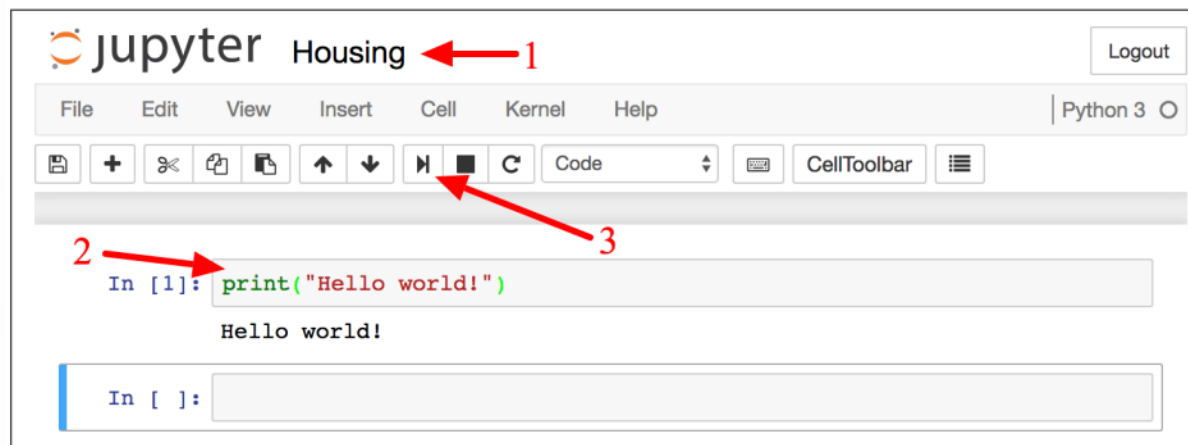 jupyter Housing 1 Logout
File Edit View Insert Cell Kernel Help Python 3
Code CellToolbar
3
2
In [1]: print("Hello world!")
Hello world!
In [ ]: